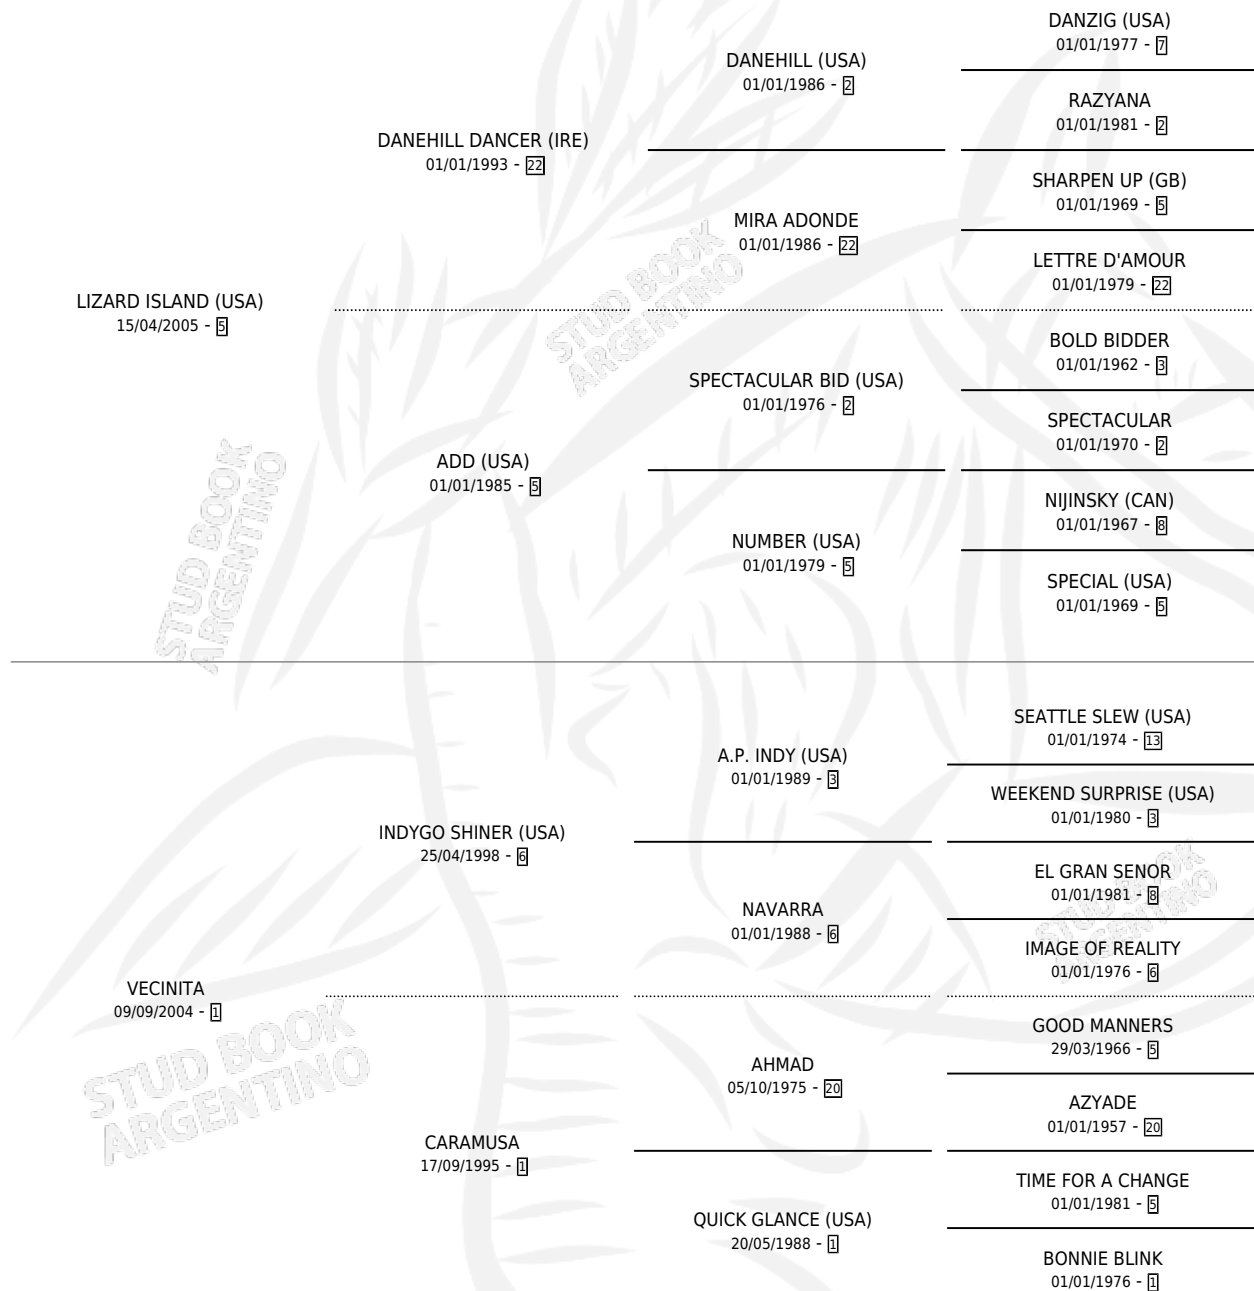 DANZIG (USA)
01/01/1977 - 7
DANEHILL (USA)
01/01/1986 - 2
RAZYANA
01/01/1981 - 2
DANEHILL DANCER (IRE)
01/01/1993 - 22
SHARPEN UP (GB)
01/01/1969 - 5
MIRA ADONDE
01/01/1986 - 22
LETTRE D'AMOUR
01/01/1979 - 22
LIZARD ISLAND (USA)
15/04/2005 - 5
BOLD BIDDER
01/01/1962 - 3
SPECTACULAR BID (USA)
01/01/1976 - 2
SPECTACULAR
01/01/1970 - 2
ADD (USA)
01/01/1985 - 5
NIJINSKY (CAN)
01/01/1967 - 8
NUMBER (USA)
01/01/1979 - 5
SPECIAL (USA)
01/01/1969 - 5
SEATTLE SLEW (USA)
01/01/1974 - 13
A.P. INDY (USA)
01/01/1989 - 3
WEEKEND SURPRISE (USA)
01/01/1980 - 3
INDYGO SHINER (USA)
25/04/1998 - 6
EL GRAN SENOR
01/01/1981 - 8
NAVARRA
01/01/1988 - 6
IMAGE OF REALITY
01/01/1976 - 6
VECINITA
09/09/2004 - 1
GOOD MANNERS
29/03/1966 - 5
AHMAD
05/10/1975 - 20
AZYADE
01/01/1957 - 20
CARAMUSA
17/09/1995 - 1
TIME FOR A CHANGE
01/01/1981 - 5
QUICK GLANCE (USA)
20/05/1988 - 1
BONNIE BLINK
01/01/1976 - 1
STUD BOOK
ARGENTINO
STUD BOOK
ARGENTINO
STUD BOOK
ARGENTINO
STUD BOOK
ARGENTINO